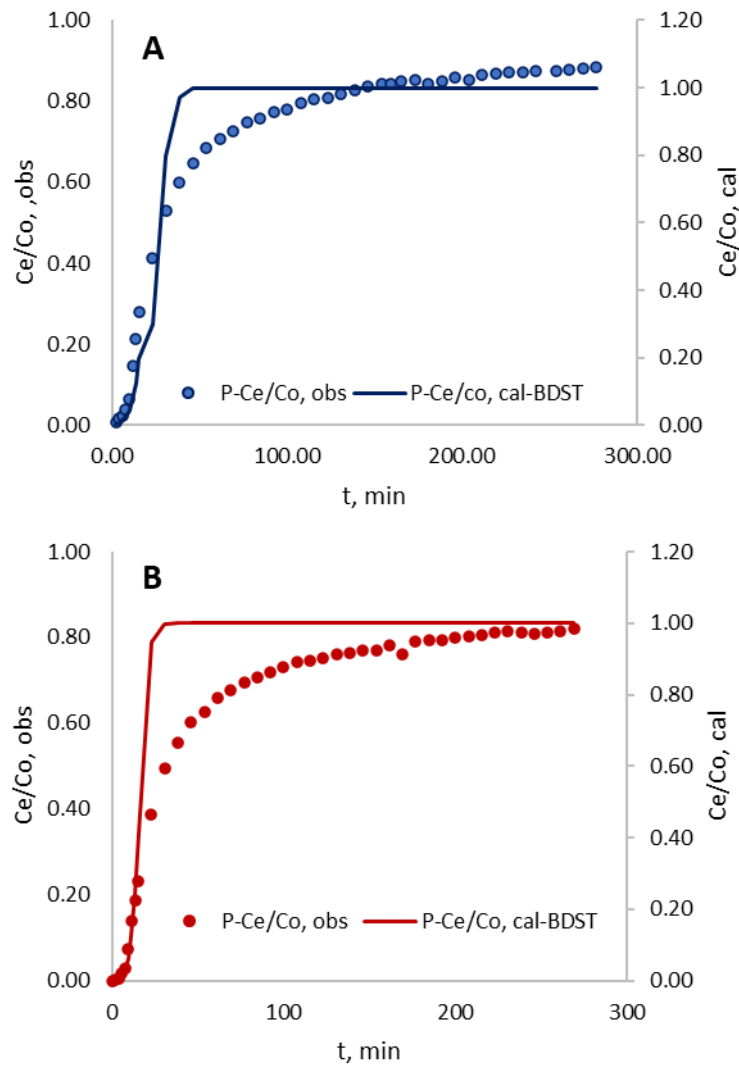 A
1.00
0.80
0.60
0.40
0.20
0.00
Ce/Co, ,obs
1.20
1.00
0.80
0.60
0.40
0.20
0.00
Ce/Co, cal
P-Ce/Co, obs
P-Ce/co, cal-BDST
0.00
100.00
200.00
300.00
t, min
B
1.00
0.80
0.60
0.40
0.20
0.00
Ce/Co, obs
1.20
1.00
0.80
0.60
0.40
0.20
0.00
Ce/Co, cal
P-Ce/Co, obs
P-Ce/Co, cal-BDST
0
100
200
300
t, min